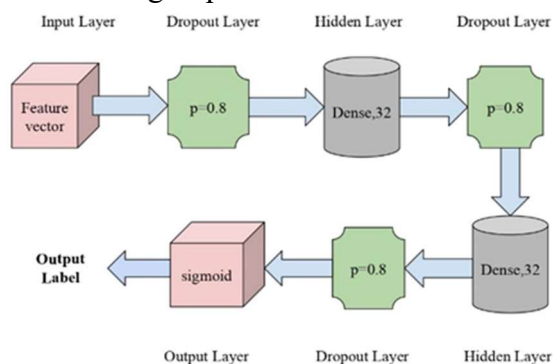 Input Layer
Dropout Layer
Hidden Layer
Dropout Layer
Feature
vector
p=0.8
Dense,32
p=0.8
Output
Label
sigmoid
p=0.8
Dense,32
Output Layer
Dropout Layer
Hidden Layer